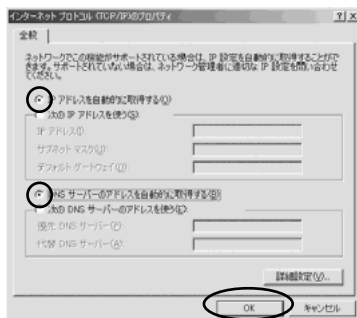 インターネット プロトコル (TCP/IP)のプロパティ
全般
ネットワークでこの機能がサポートされている場合は、IP 設定を自動的に取得することがで
きます。サポートされていない場合は、ネットワーク管理者に適切な IP 設定を問い合わせ
てください。
IP アドレスを自動的に取得する(O)
次の IP アドレスを使う(S):
IP アドレス(I):
サブネット マスク(U):
デフォルト ゲートウェイ(D):
DNS サーバーのアドレスを自動的に取得する(B)
次の DNS サーバーのアドレスを使う(E):
優先 DNS サーバー(P):
代替 DNS サーバー(A):
詳細設定(V)...
OK
キャンセル